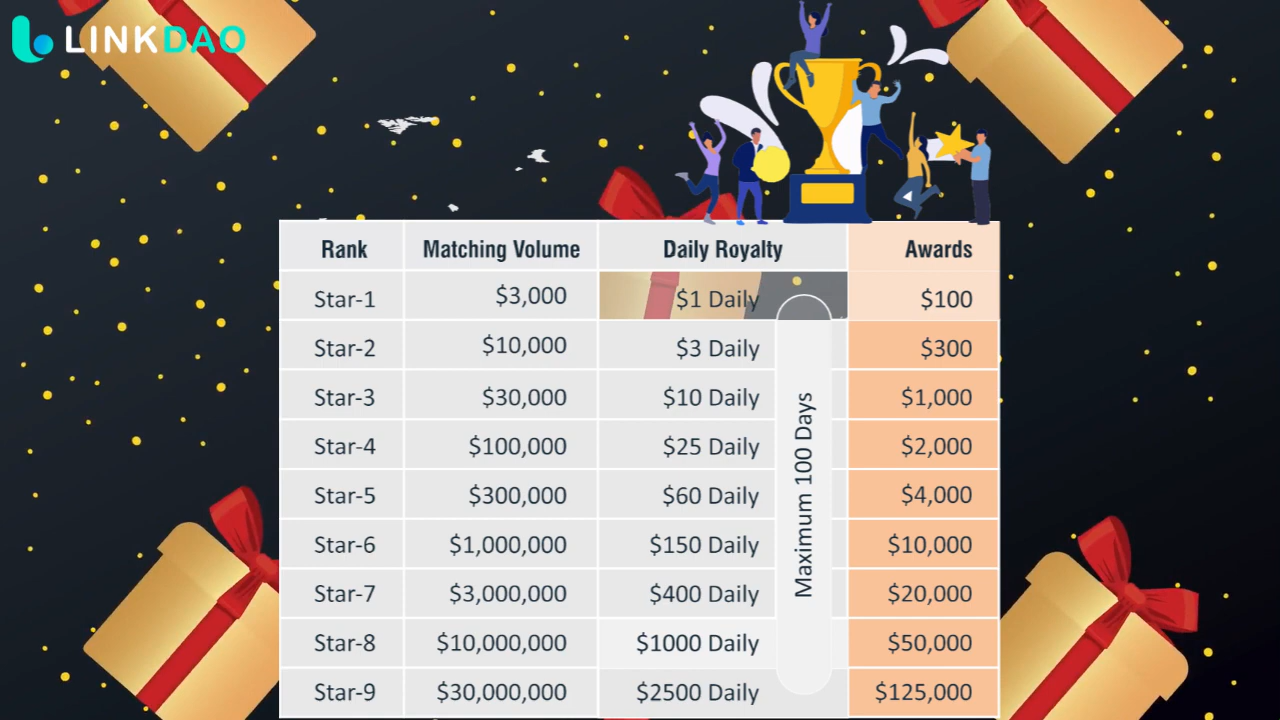 LINKDAO
Rank Matching Volume Daily Royalty Awards
Star-1 $3,000 $1 Daily $100
Star-2 $10,000 $3 Daily $300
Star-3 $30,000 $10 Daily $1,000
Star-4 $100,000 $25 Daily $2,000
Star-5 $300,000 $60 Daily $4,000
Star-6 $1,000,000 $150 Daily $10,000
Star-7 $3,000,000 $400 Daily $20,000
Star-8 $10,000,000 $1000 Daily $50,000
Star-9 $30,000,000 $2500 Daily $125,000
Maximum 100 Days